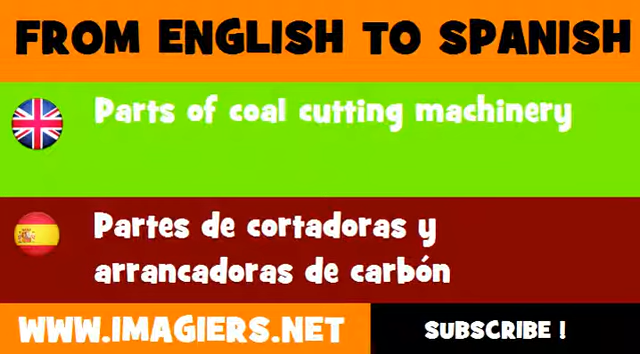 FROM ENGLISH TO SPANISH
Parts of coal cutting machinery
Partes de cortadoras y
arrancadoras de carbón
WWW.IMAGIERS.NET
SUBSCRIBE !